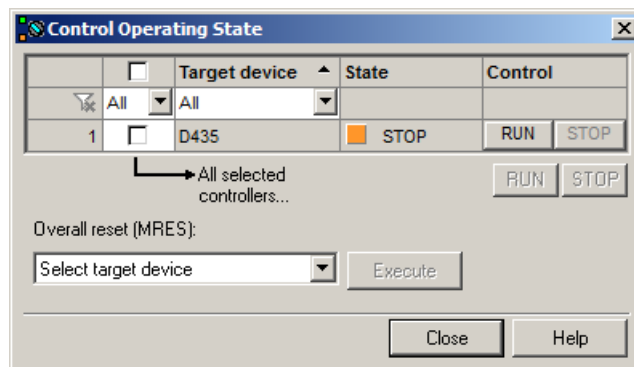 Control Operating State
Target device State Control
All All
1 D435 STOP RUN STOP
All selected
controllers...
RUN STOP
Overall reset (MRES):
Select target device Execute
Close Help